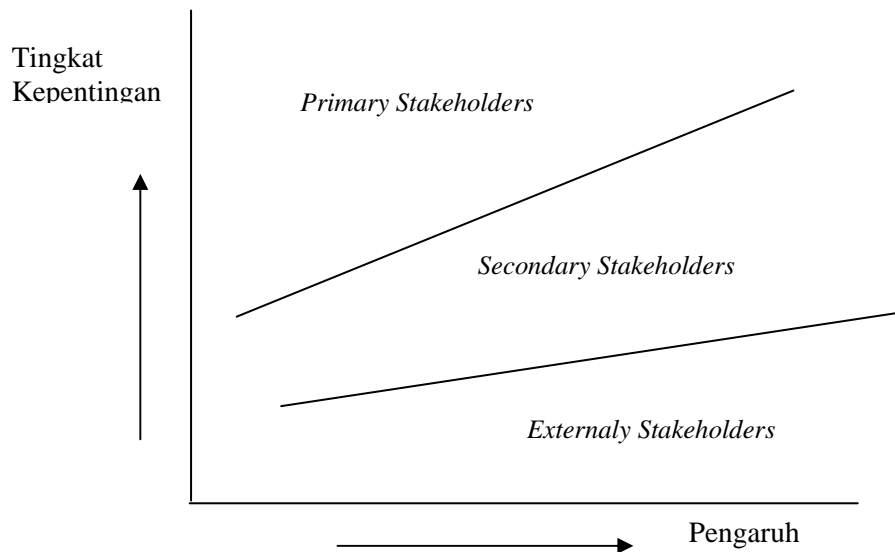 Tingkat
Kepentingan
Primary Stakeholders
Secondary Stakeholders
Externaly Stakeholders
Pengaruh